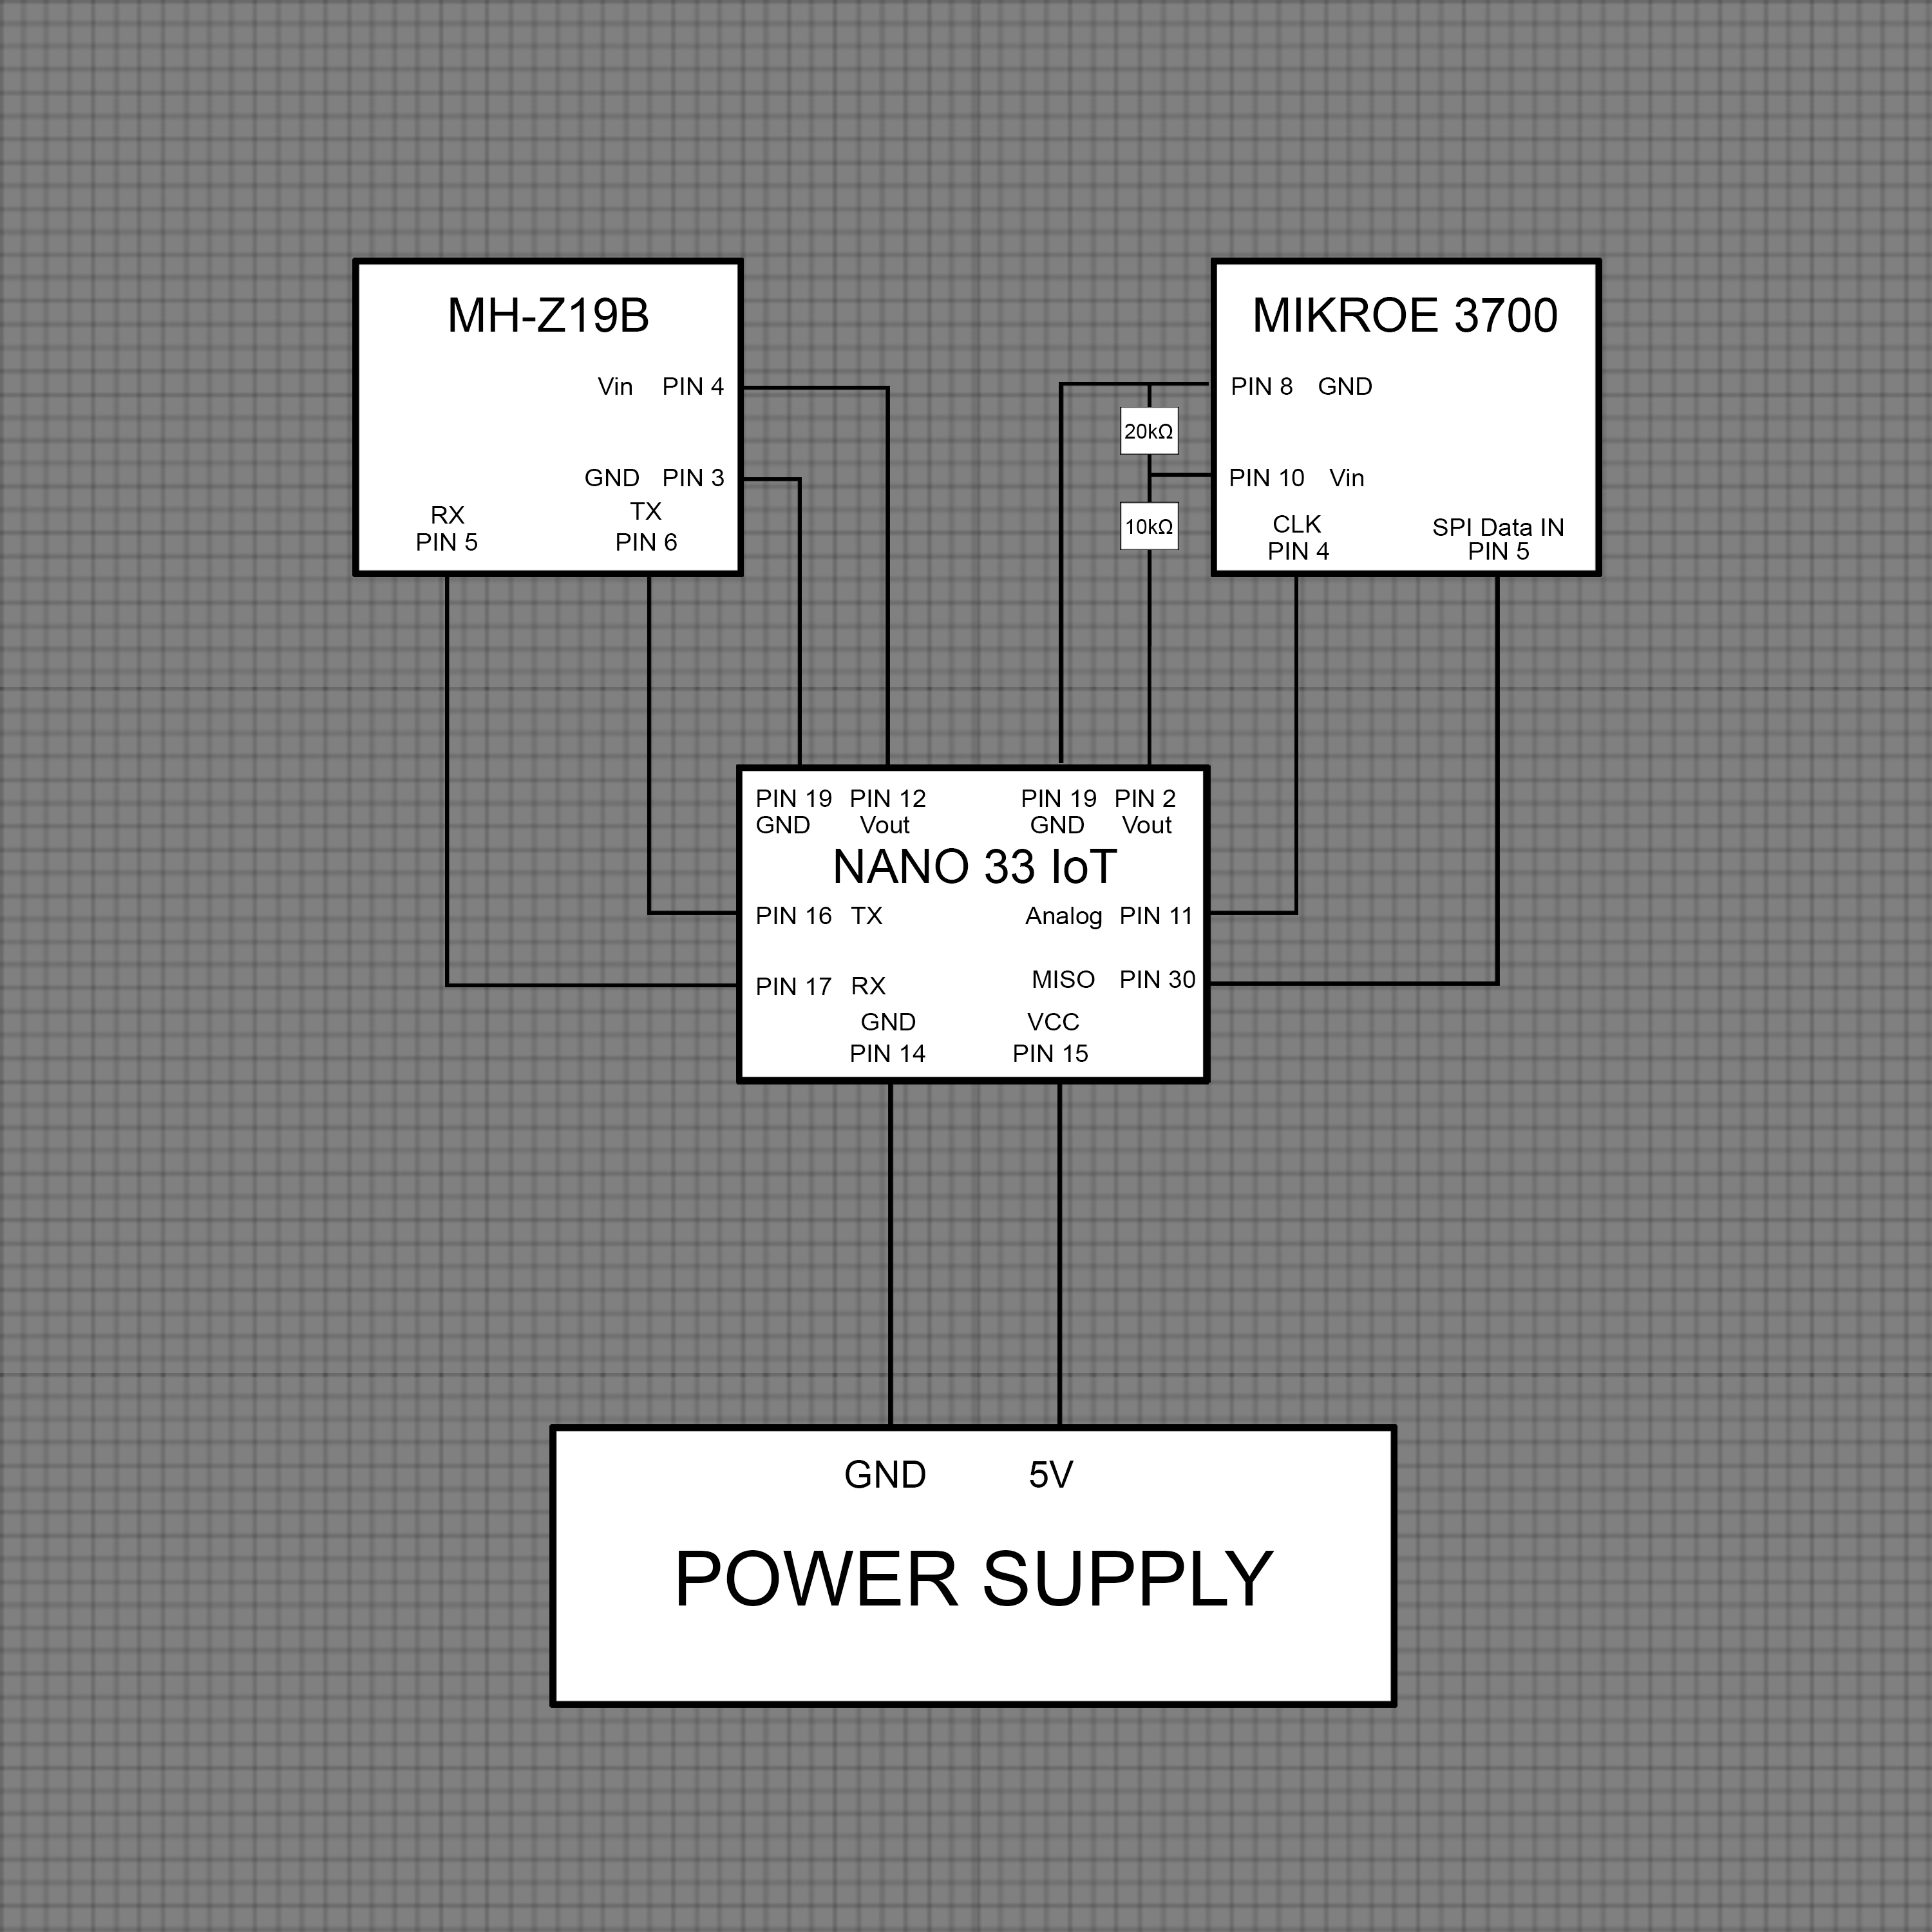 MH-Z19B
Vin PIN 4
GND PIN 3
RX
PIN 5
TX
PIN 6
MIKROE 3700
PIN 8 GND
PIN 10 Vin
CLK
PIN 4
SPI Data IN
PIN 5
20kΩ
10kΩ
PIN 19 PIN 12 PIN 19 PIN 2
GND Vout GND Vout
NANO 33 IoT
PIN 16 TX Analog PIN 11
PIN 17 RX MISO PIN 30
GND VCC
PIN 14 PIN 15
GND 5V
POWER SUPPLY